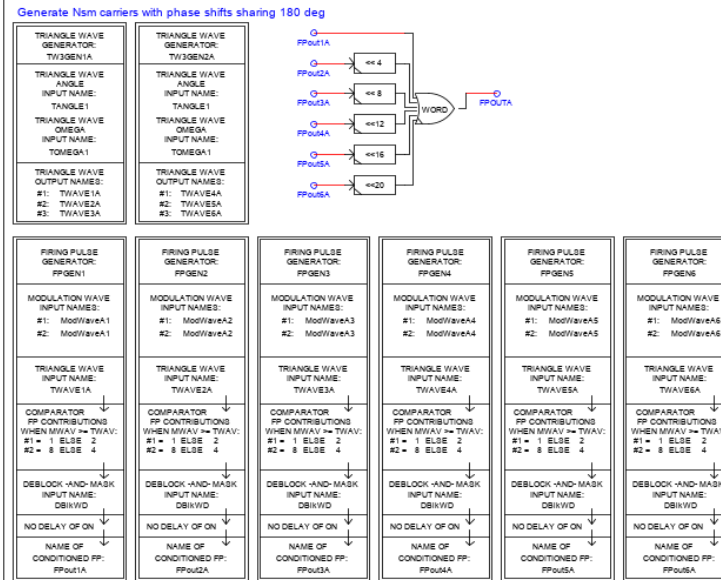 Generate Nsm carriers with phase shifts sharing 180 deg
TRIANGLE WAVE
GENERATOR:
TW3GEN1A
TRIANGLE WAVE
ANGLE
INPUT NAME:
TANGLE1
TRIANGLE WAVE
OMEGA
INPUT NAME:
TOMEGA1
TRIANGLE WAVE
OUTPUT NAMES:
#1: TWAVE1A
#2: TWAVE2A
#3: TWAVE3A
TRIANGLE WAVE
GENERATOR:
TW3GEN2A
TRIANGLE WAVE
ANGLE
INPUT NAME:
TANGLE1
TRIANGLE WAVE
OMEGA
INPUT NAME:
TOMEGA1
TRIANGLE WAVE
OUTPUT NAMES:
#1: TWAVE4A
#2: TWAVE5A
#3: TWAVE6A
FPout1A
FPout2A
<< 4
FPout3A
<< 8
FPout4A
<<12
FPout5A
<<16
FPout6A
<<20
WORD
FPOUTA
FIRING PULSE
GENERATOR:
FPGEN1
MODULATION WAVE
INPUT NAMES:
#1: ModWaveA1
#2: ModWaveA1
TRIANGLE WAVE
INPUT NAME:
TWAVE1A
COMPARATOR
FP CONTRIBUTIONS
WHEN MWAV >= TWAV:
#1 = 1 ELSE 2
#2 = 8 ELSE 4
DEBLOCK -AND- MASK
INPUT NAME:
DBlkWD
NO DELAY OF ON
NAME OF
CONDITIONED FP:
FPout1A
FIRING PULSE
GENERATOR:
FPGEN2
MODULATION WAVE
INPUT NAMES:
#1: ModWaveA2
#2: ModWaveA2
TRIANGLE WAVE
INPUT NAME:
TWAVE2A
COMPARATOR
FP CONTRIBUTIONS
WHEN MWAV >= TWAV:
#1 = 1 ELSE 2
#2 = 8 ELSE 4
DEBLOCK -AND- MASK
INPUT NAME:
DBlkWD
NO DELAY OF ON
NAME OF
CONDITIONED FP:
FPout2A
FIRING PULSE
GENERATOR:
FPGEN3
MODULATION WAVE
INPUT NAMES:
#1: ModWaveA3
#2: ModWaveA3
TRIANGLE WAVE
INPUT NAME:
TWAVE3A
COMPARATOR
FP CONTRIBUTIONS
WHEN MWAV >= TWAV:
#1 = 1 ELSE 2
#2 = 8 ELSE 4
DEBLOCK -AND- MASK
INPUT NAME:
DBlkWD
NO DELAY OF ON
NAME OF
CONDITIONED FP:
FPout3A
FIRING PULSE
GENERATOR:
FPGEN4
MODULATION WAVE
INPUT NAMES:
#1: ModWaveA4
#2: ModWaveA4
TRIANGLE WAVE
INPUT NAME:
TWAVE4A
COMPARATOR
FP CONTRIBUTIONS
WHEN MWAV >= TWAV:
#1 = 1 ELSE 2
#2 = 8 ELSE 4
DEBLOCK -AND- MASK
INPUT NAME:
DBlkWD
NO DELAY OF ON
NAME OF
CONDITIONED FP:
FPout4A
FIRING PULSE
GENERATOR:
FPGEN5
MODULATION WAVE
INPUT NAMES:
#1: ModWaveA5
#2: ModWaveA5
TRIANGLE WAVE
INPUT NAME:
TWAVE5A
COMPARATOR
FP CONTRIBUTIONS
WHEN MWAV >= TWAV:
#1 = 1 ELSE 2
#2 = 8 ELSE 4
DEBLOCK -AND- MASK
INPUT NAME:
DBlkWD
NO DELAY OF ON
NAME OF
CONDITIONED FP:
FPout5A
FIRING PULSE
GENERATOR:
FPGEN6
MODULATION WAVE
INPUT NAMES:
#1: ModWaveA6
#2: ModWaveA6
TRIANGLE WAVE
INPUT NAME:
TWAVE6A
COMPARATOR
FP CONTRIBUTIONS
WHEN MWAV >= TWAV:
#1 = 1 ELSE 2
#2 = 8 ELSE 4
DEBLOCK -AND- MASK
INPUT NAME:
DBlkWD
NO DELAY OF ON
NAME OF
CONDITIONED FP:
FPout6A